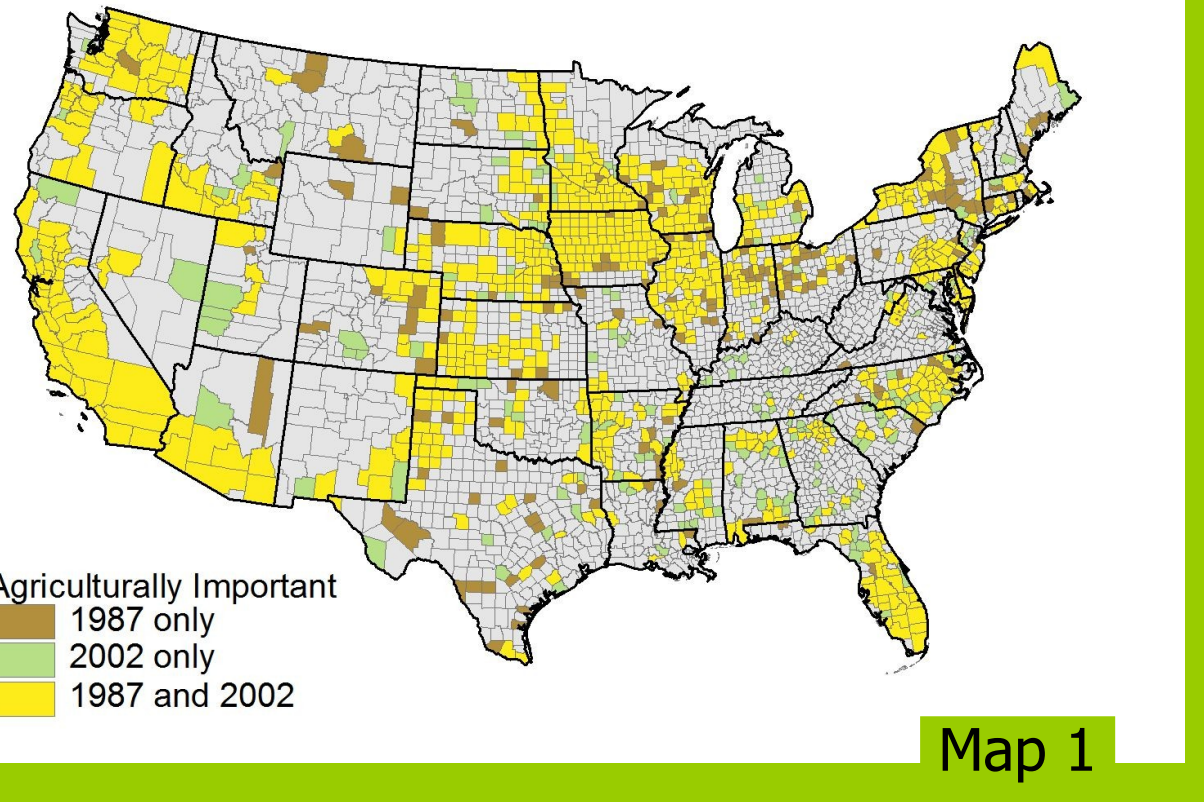 Agriculturally Important
1987 only
2002 only
1987 and 2002
Map 1